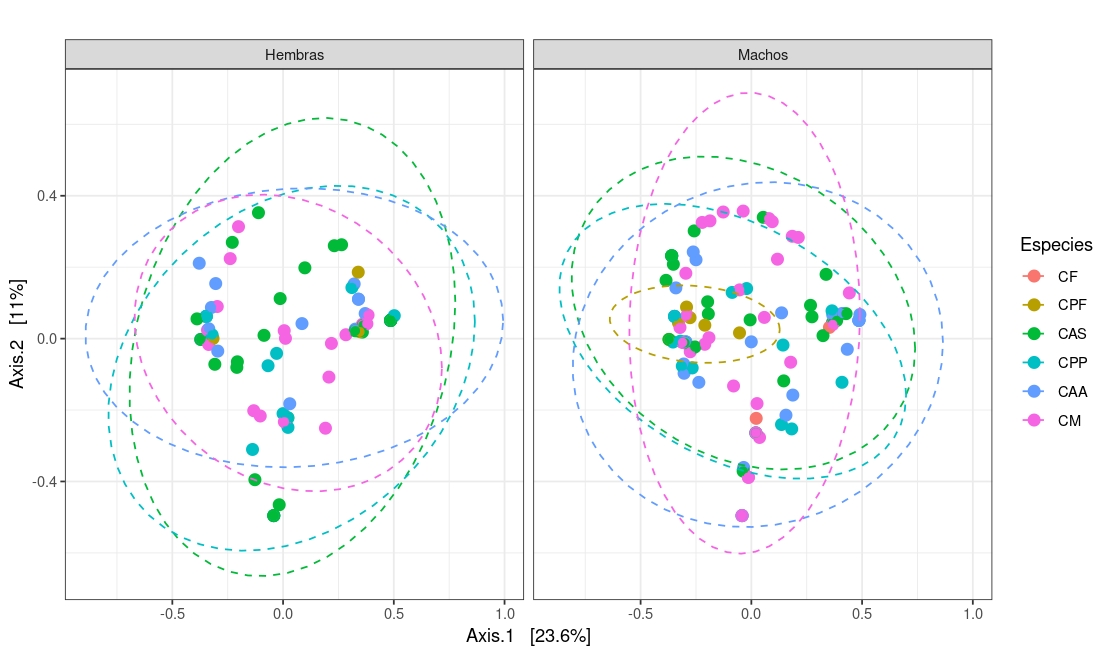 Hembras
Machos
Axis.2 [11%]
0.4
0.0
-0.4
-0.5
0.0
0.5
1.0
-0.5
0.0
0.5
1.0
Axis.1 [23.6%]
Especies
CF
CPF
CAS
CPP
CAA
CM